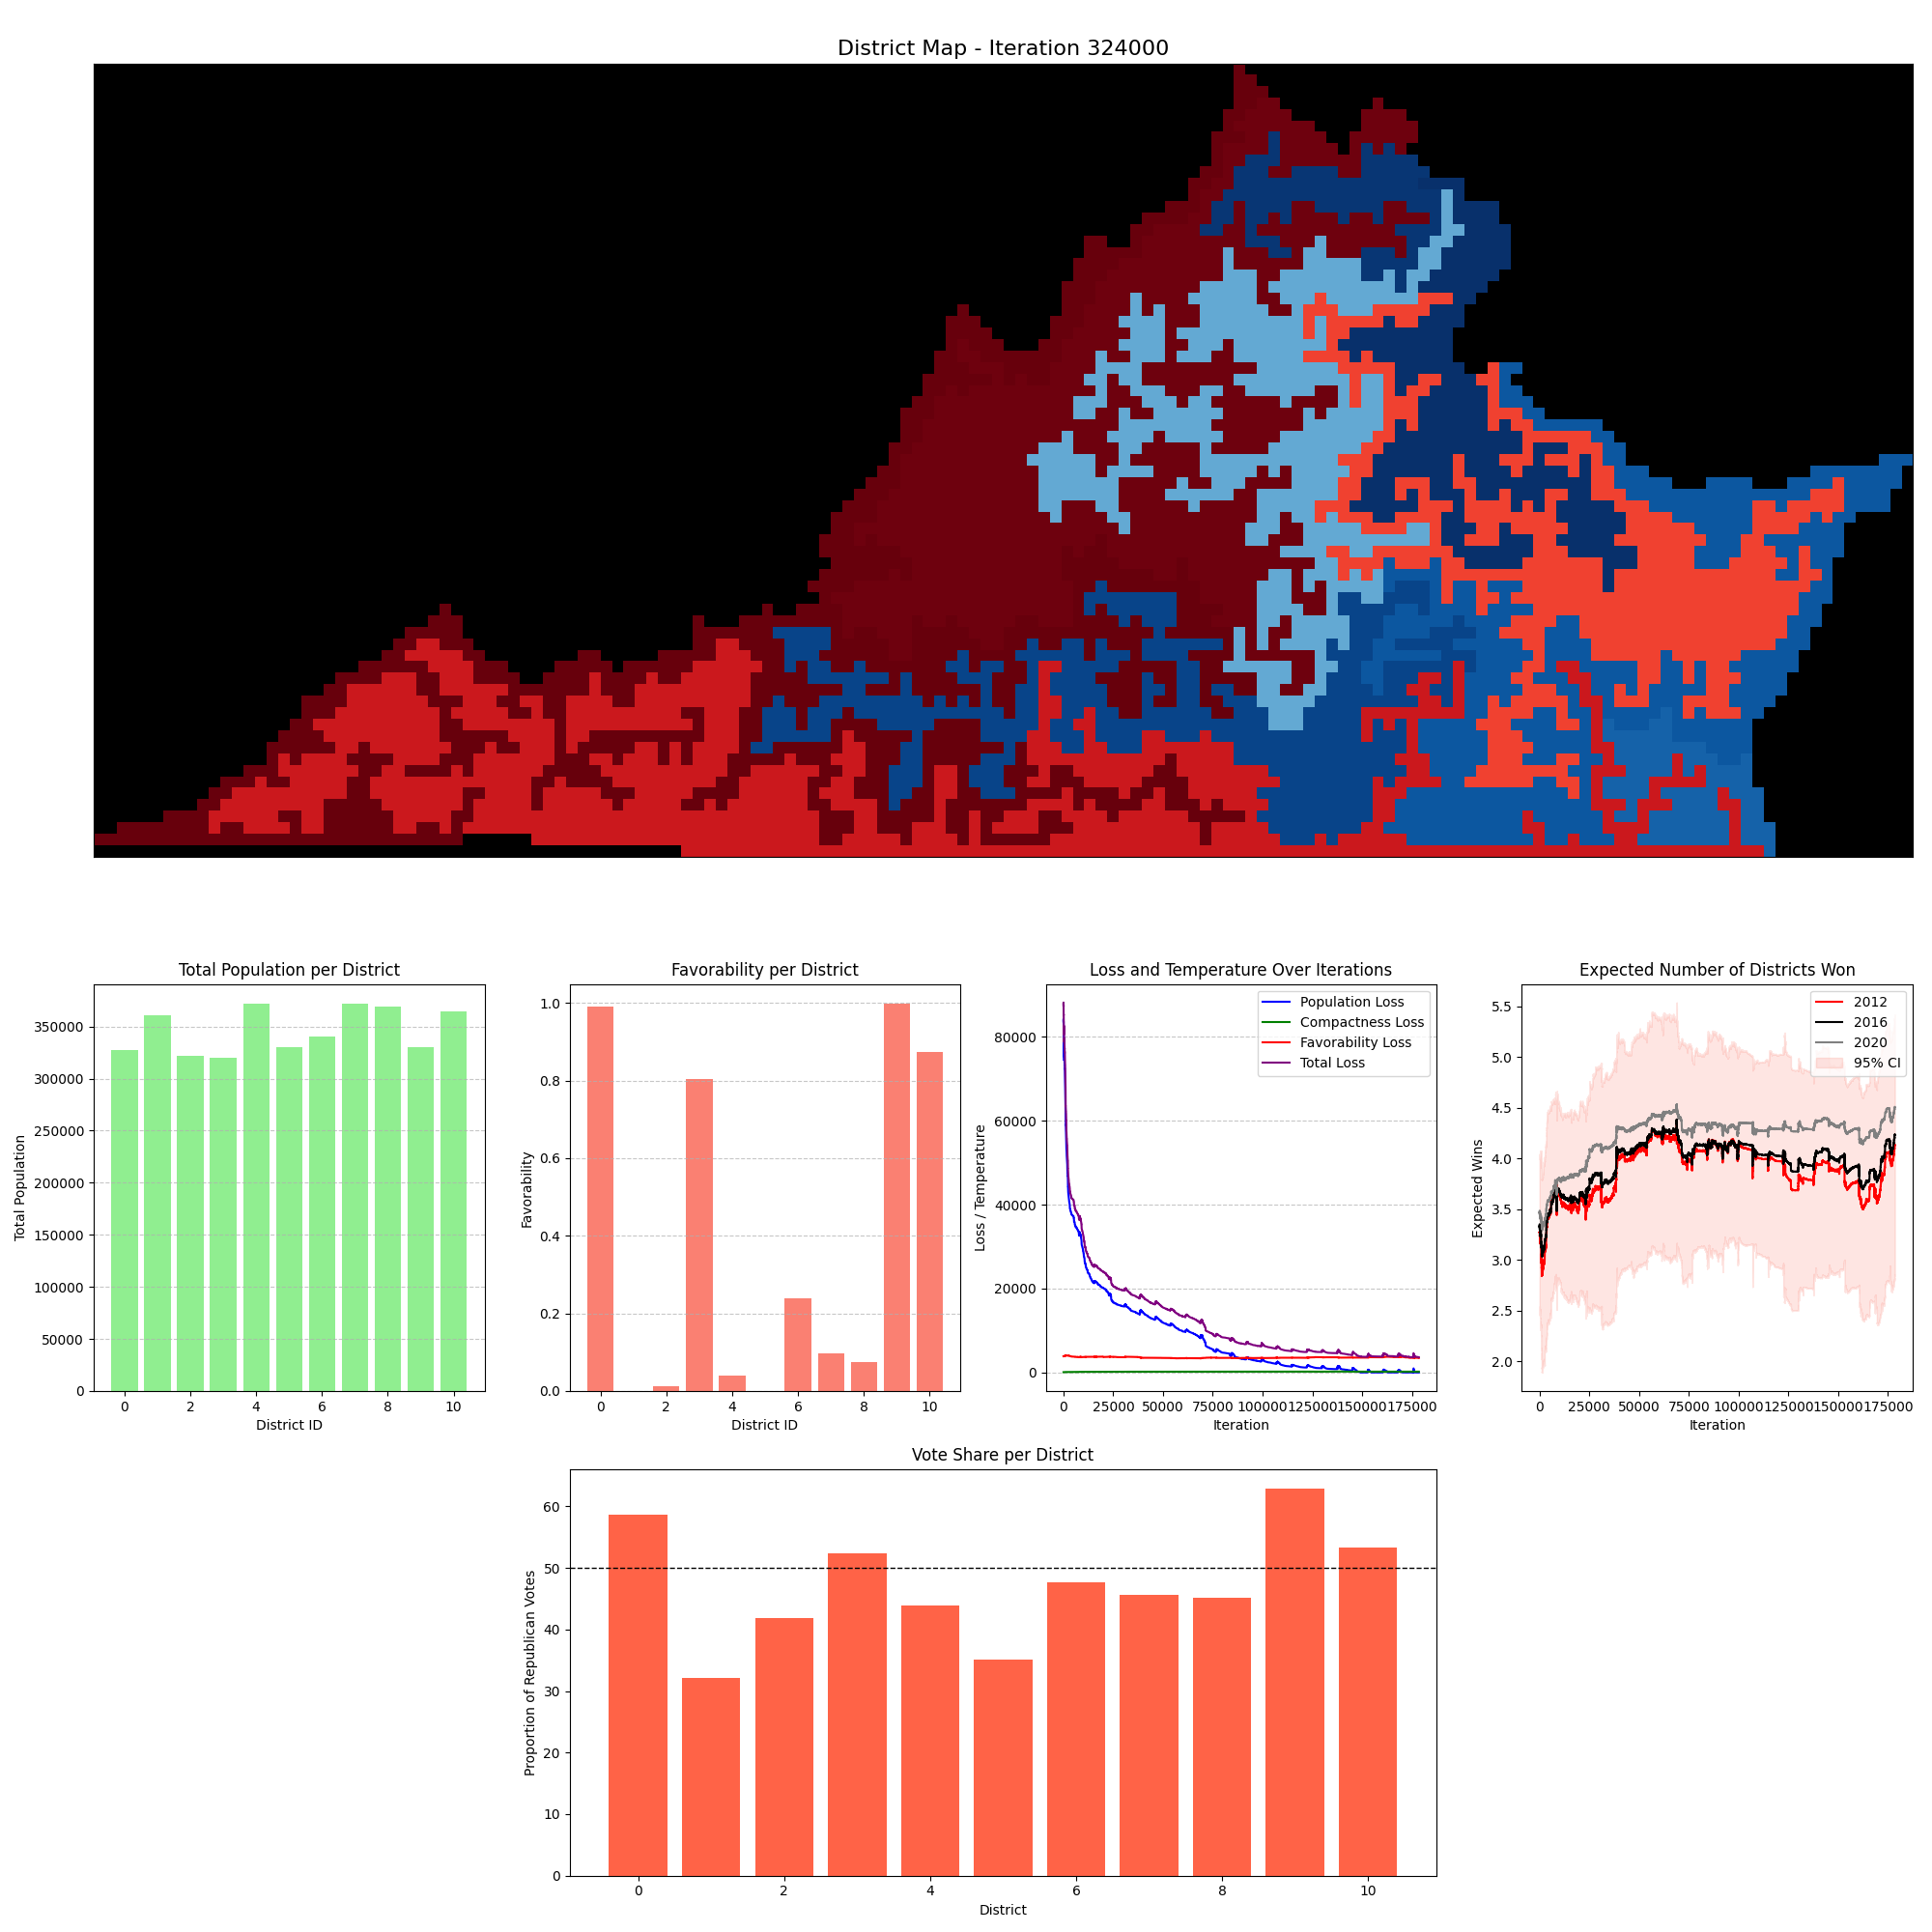 District Map - Iteration 324000
Total Population per District
Total Population
350000
300000
250000
200000
150000
100000
50000
0
0 2 4 6 8 10
District ID
Favorability per District
Favorability
1.0
0.8
0.6
0.4
0.2
0.0
0 2 4 6 8 10
District ID
Loss and Temperature Over Iterations
Loss / Temperature
80000
60000
40000
20000
0
Population Loss
Compactness Loss
Favorability Loss
Total Loss
0 25000 50000 75000 100000 125000 150000 175000
Iteration
Expected Number of Districts Won
Expected Wins
5.5
5.0
4.5
4.0
3.5
3.0
2.5
2.0
2012
2016
2020
95% CI
0 25000 50000 75000 100000 125000 150000 175000
Iteration
Vote Share per District
Proportion of Republican Votes
60
50
40
30
20
10
0
0 2 4 6 8 10
District